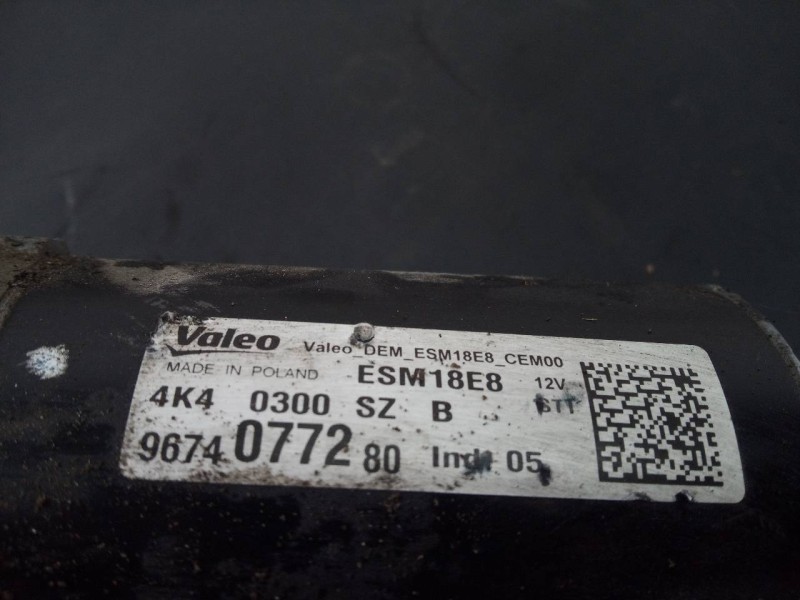 Valeo Valeo_DEM_ESM18E8_CEM00
MADE IN POLAND ESM18E8 12V
4K4 0300 SZ B STT
9674 0772 80 Ind: 05